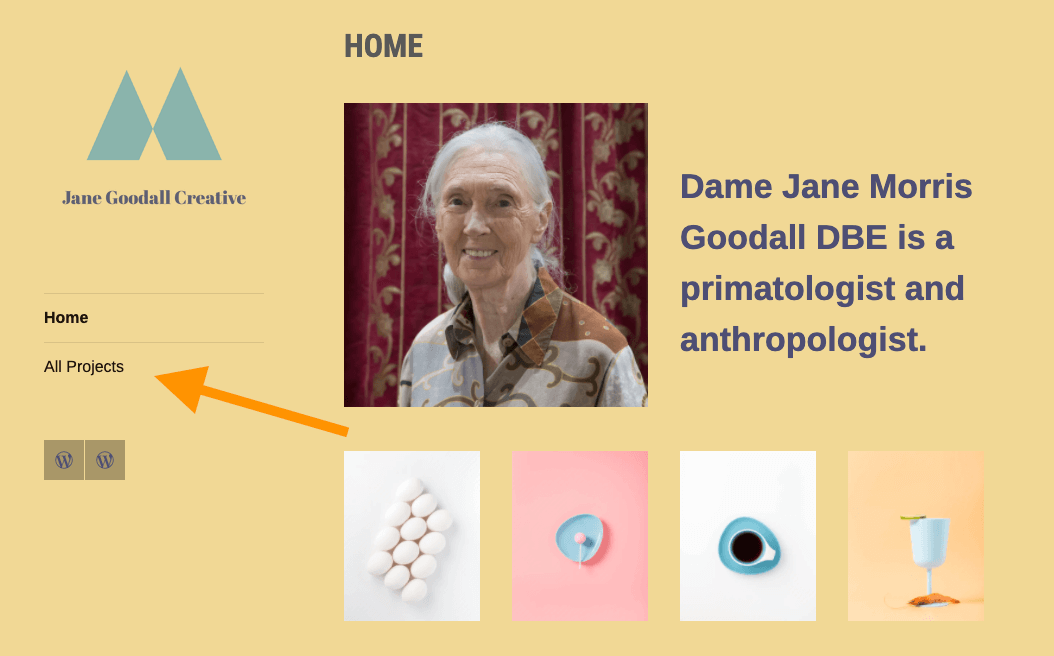 HOME
Jane Goodall Creative
Home
All Projects
Dame Jane Morris
Goodall DBE is a
primatologist and
anthropologist.